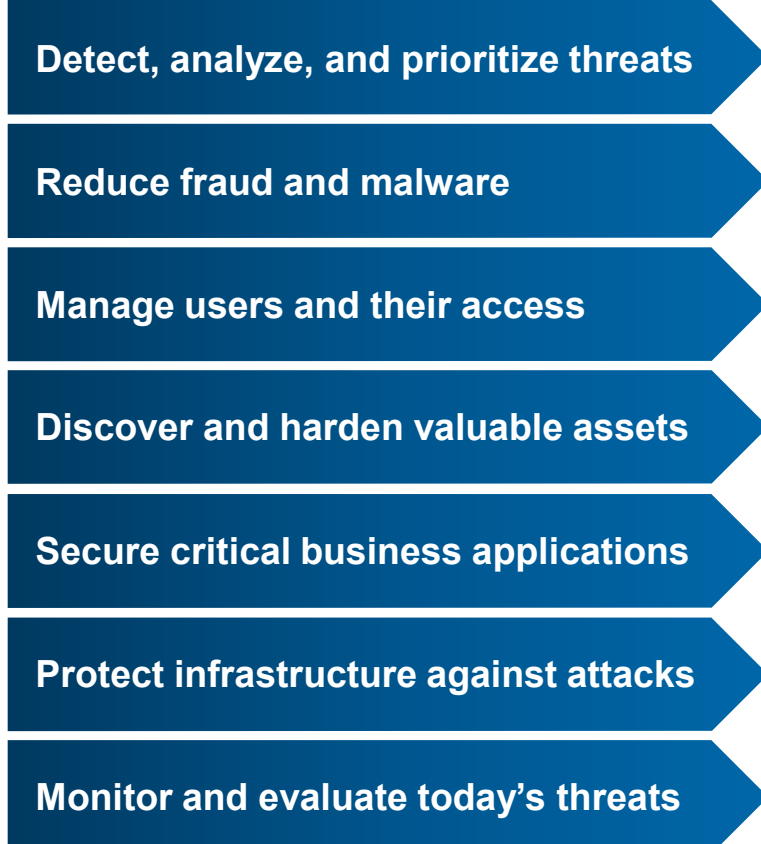 Detect, analyze, and prioritize threats
Reduce fraud and malware
Manage users and their access
Discover and harden valuable assets
Secure critical business applications
Protect infrastructure against attacks
Monitor and evaluate today’s threats